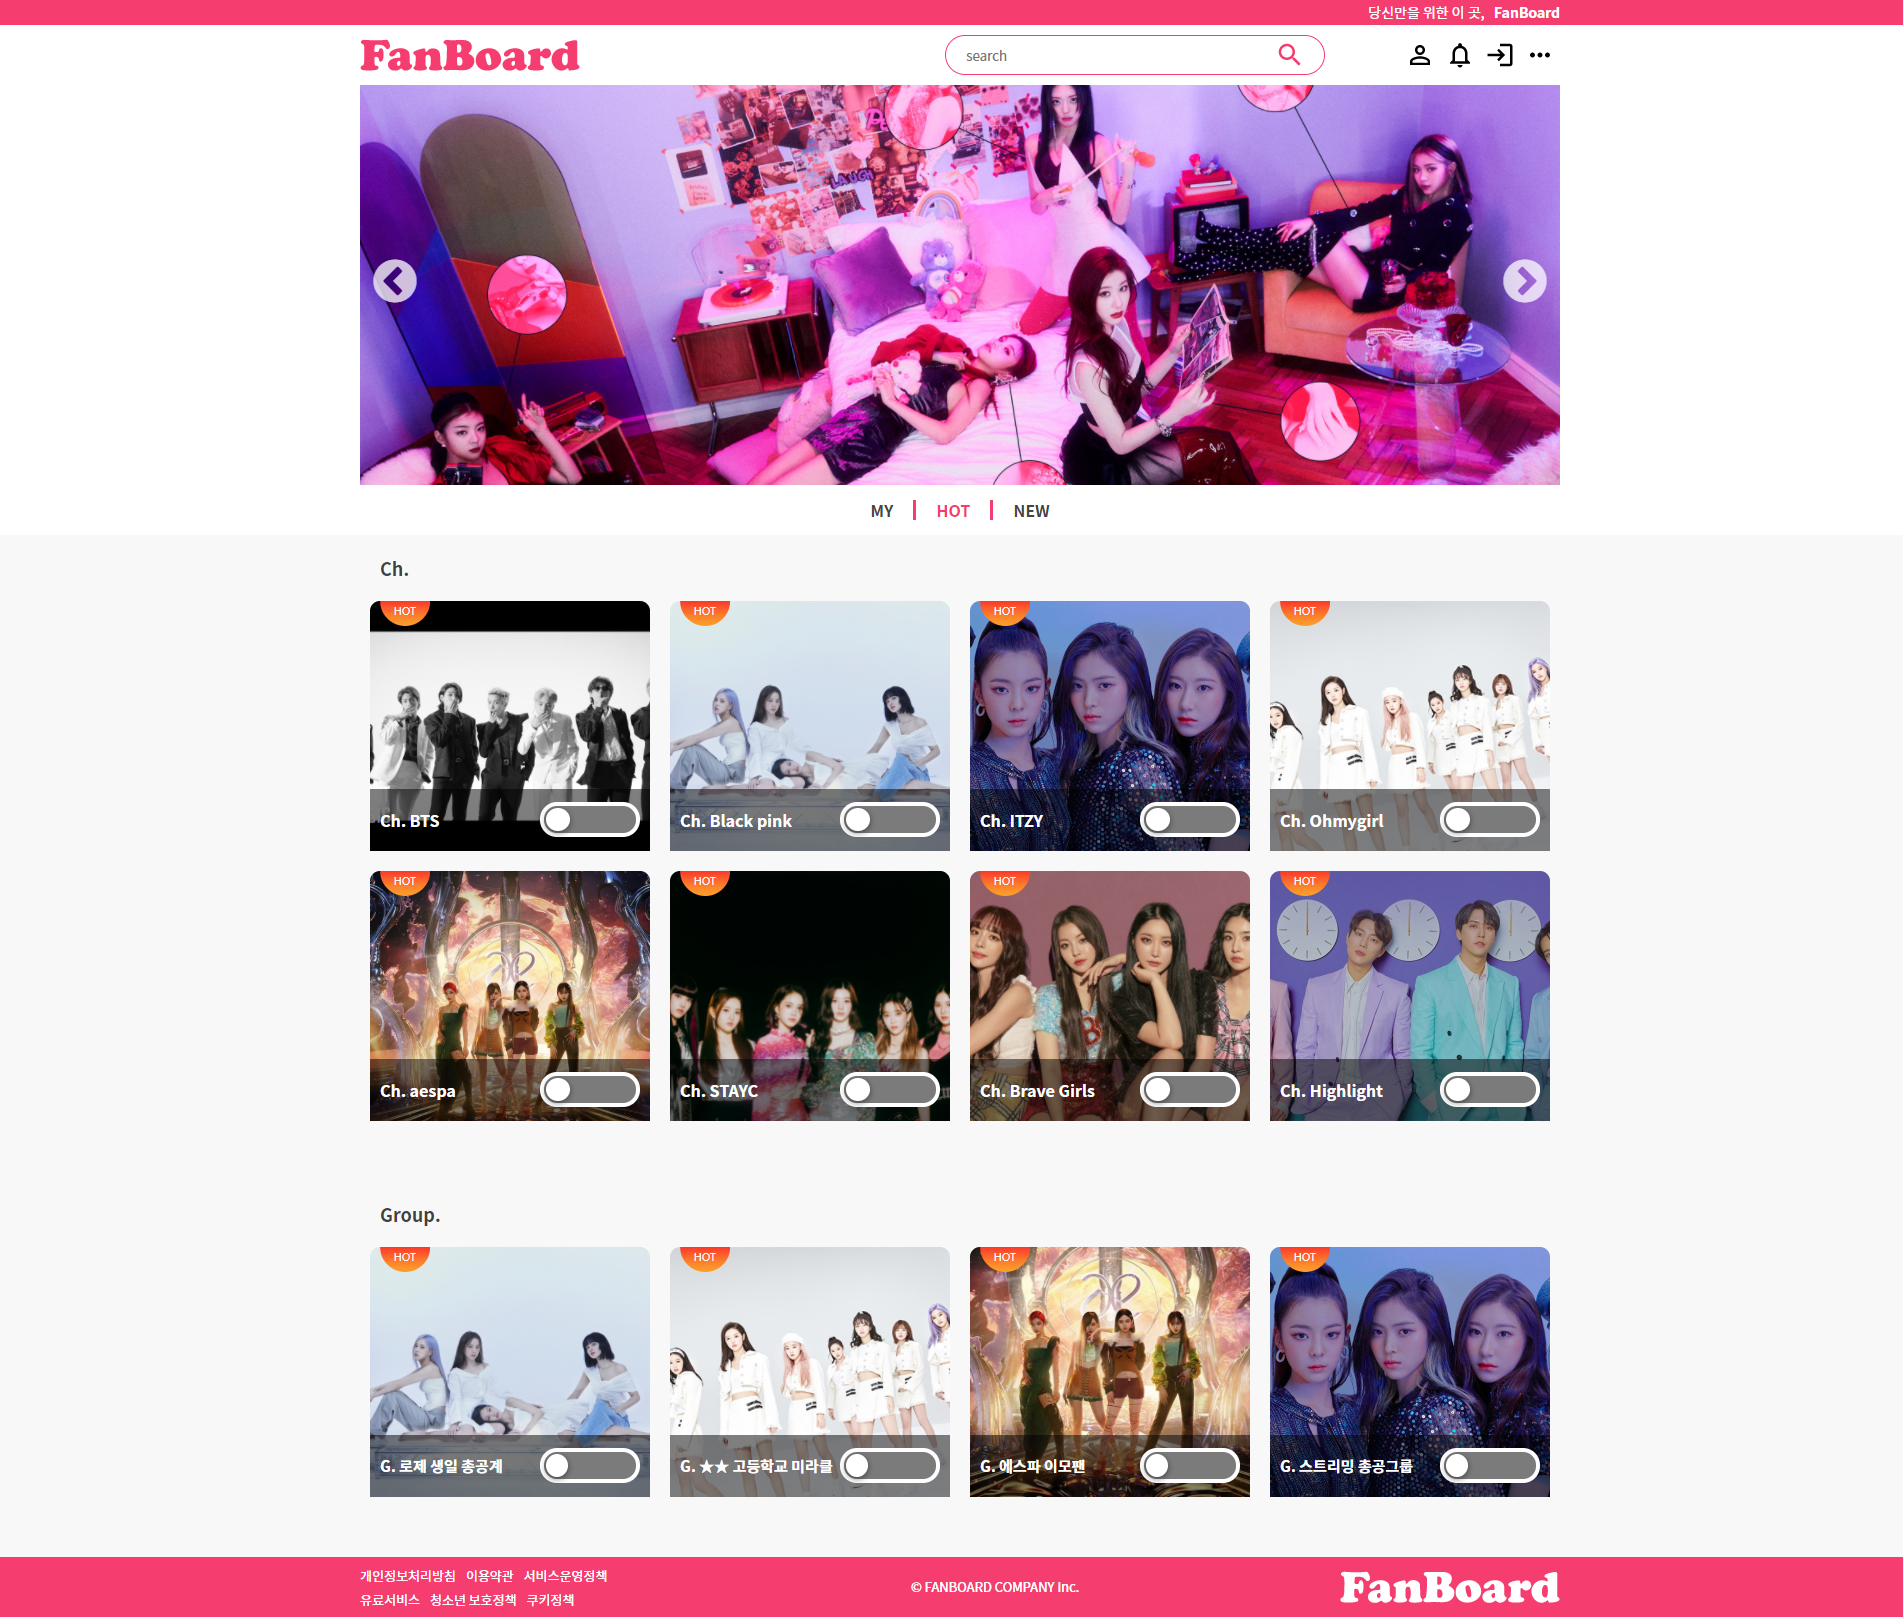 당신만을 위한 이 곳, FanBoard
FanBoard
search
LAUGH
MY
HOT
NEW
Ch.
HOT
HOT
HOT
HOT
Ch. BTS
Ch. Black pink
Ch. ITZY
Ch. Ohmygirl
HOT
HOT
HOT
HOT
Ch. aespa
Ch. STAYC
Ch. Brave Girls
Ch. Highlight
Group.
HOT
HOT
HOT
HOT
G. 로제 생일 총공계
G. ★★ 고등학교 미라클
G. 에스파 이모팬
G. 스트리밍 총공그룹
개인정보처리방침 이용약관 서비스운영정책
유료서비스 청소년 보호정책 쿠키정책
© FANBOARD COMPANY Inc.
FanBoard